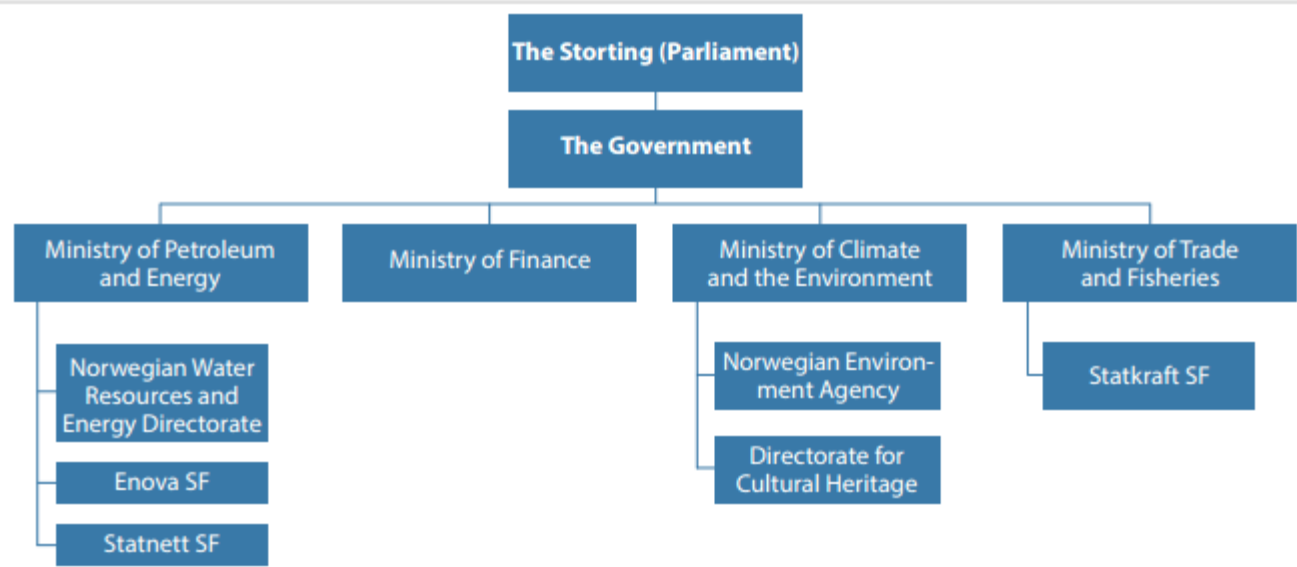 The Storting (Parliament)
The Government
Ministry of Petroleum
and Energy
Ministry of Finance
Ministry of Climate
and the Environment
Ministry of Trade
and Fisheries
Norwegian Water
Resources and
Energy Directorate
Enova SF
Statnett SF
Norwegian Environ-
ment Agency
Directorate for
Cultural Heritage
Statkraft SF